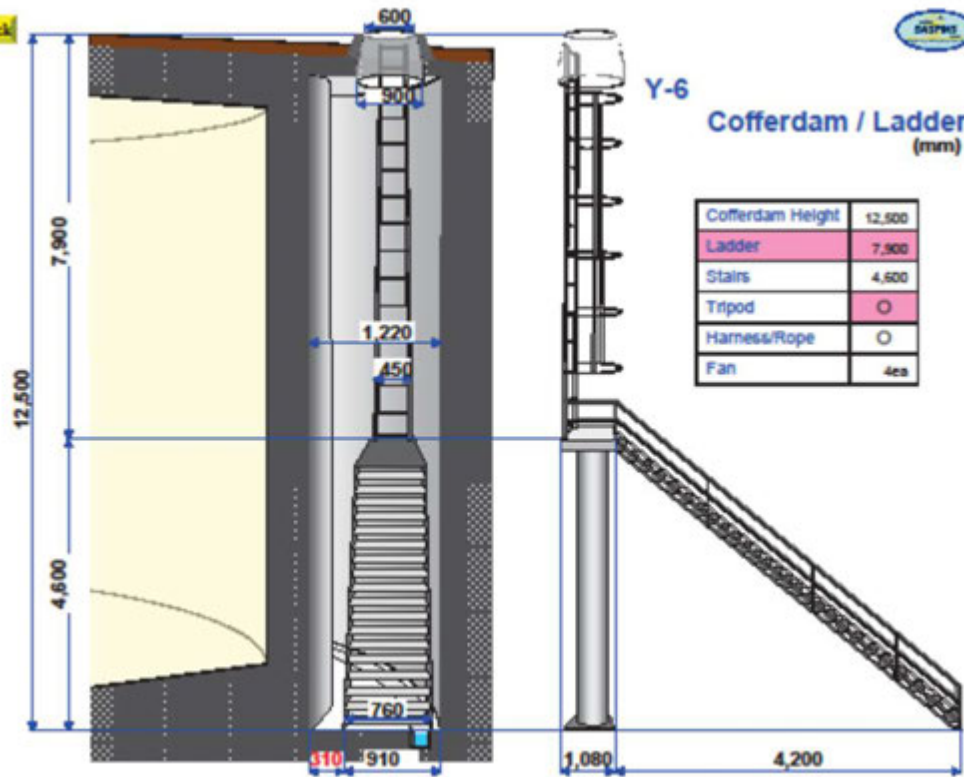 600
900
Y-6
Cofferdam / Ladder
(mm)
Cofferdam Height 12,500
Ladder 7,900
Stairs 4,600
Tripod O
Harness/Rope O
Fan 4ea
7,900
1,220
12,500
450
4,600
760
310 910 1,080 4,200